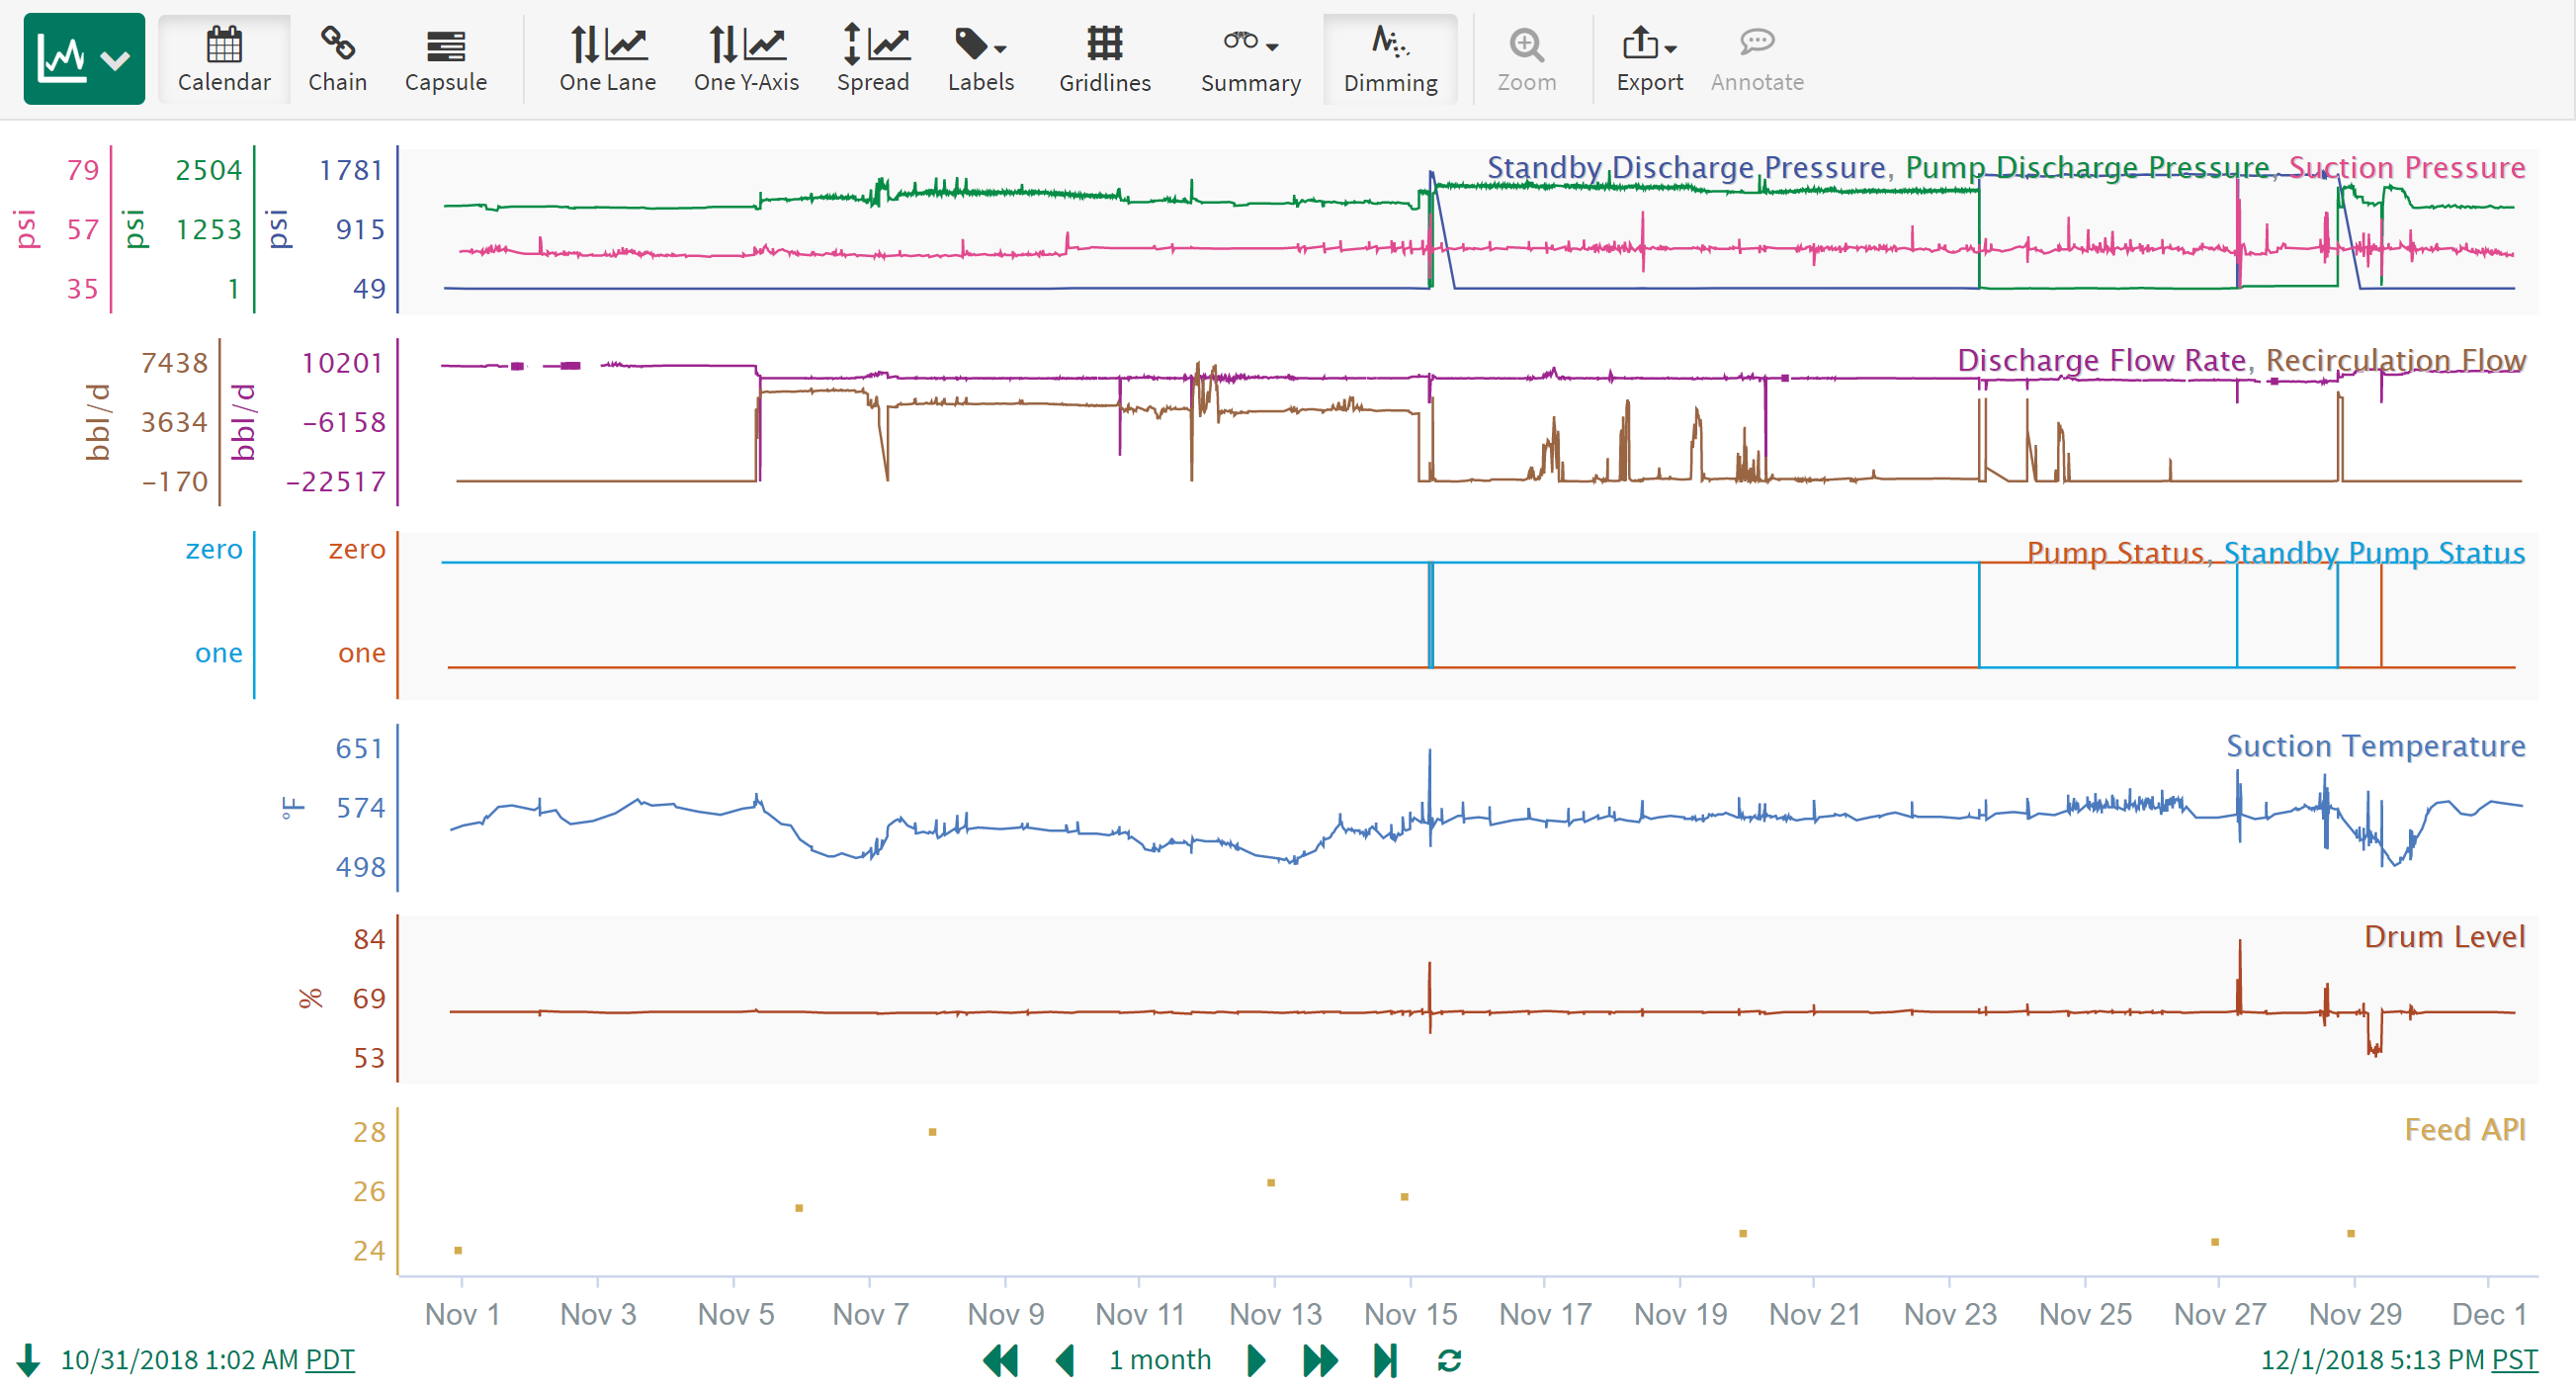 Calendar Chain Capsule One Lane One Y-Axis Spread Labels Gridlines Summary Dimming Zoom Export Annotate
Standby Discharge Pressure, Pump Discharge Pressure, Suction Pressure
79 2504 1781
psi 57 psi 1253 psi 915
35 1 49
Discharge Flow Rate, Recirculation Flow
7438 10201
bbl/d 3634 bbl/d -6158
-170 -22517
Pump Status, Standby Pump Status
zero zero
one one
Suction Temperature
651
°F 574
498
Drum Level
84
% 69
53
Feed API
28
26
24
Nov 1 Nov 3 Nov 5 Nov 7 Nov 9 Nov 11 Nov 13 Nov 15 Nov 17 Nov 19 Nov 21 Nov 23 Nov 25 Nov 27 Nov 29 Dec 1
10/31/2018 1:02 AM PDT 1 month 12/1/2018 5:13 PM PST